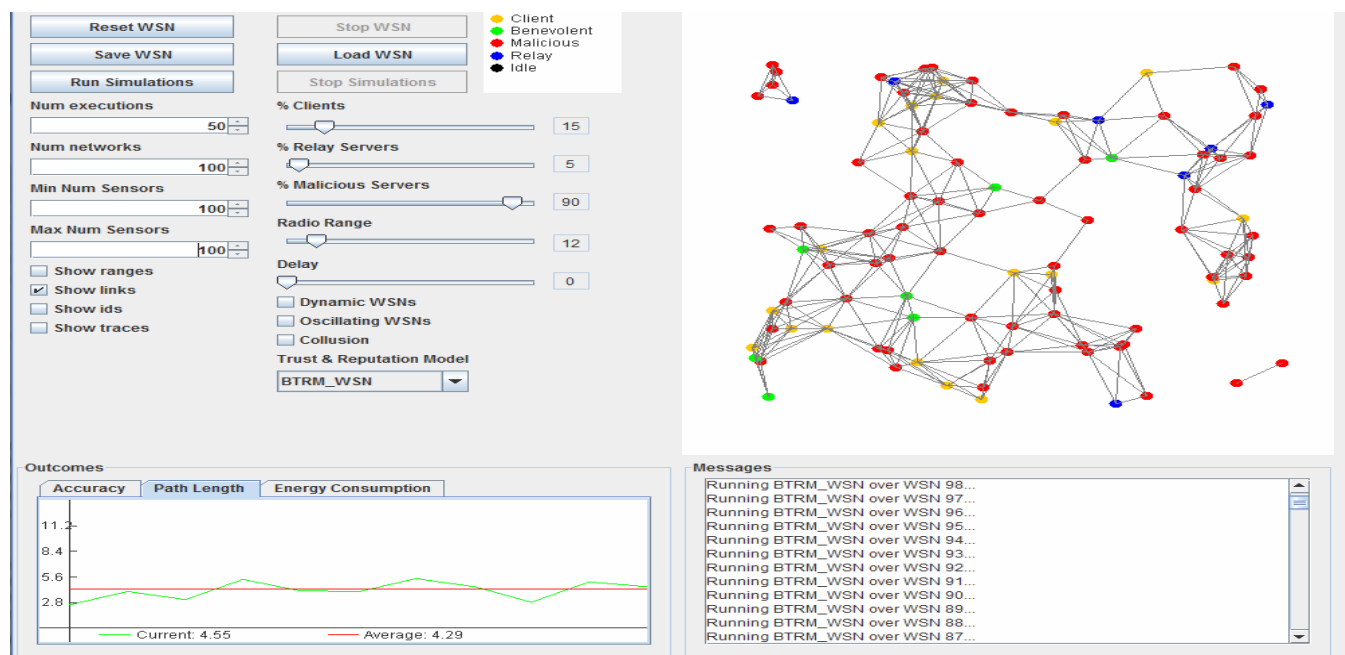 Reset WSN
Stop WSN
Save WSN
Load WSN
Run Simulations
Stop Simulations
Client
Benevolent
Malicious
Relay
Idle
Num executions
50
Num networks
100
Min Num Sensors
100
Max Num Sensors
100
Show ranges
Show links
Show ids
Show traces
% Clients
15
% Relay Servers
5
% Malicious Servers
90
Radio Range
12
Delay
0
Dynamic WSNs
Oscillating WSNs
Collusion
Trust & Reputation Model
BTRM_WSN
Outcomes
Accuracy Path Length Energy Consumption
11.2
8.4
5.6
2.8
Current: 4.55 Average: 4.29
Messages
Running BTRM_WSN over WSN 98...
Running BTRM_WSN over WSN 97...
Running BTRM_WSN over WSN 96...
Running BTRM_WSN over WSN 95...
Running BTRM_WSN over WSN 94...
Running BTRM_WSN over WSN 93...
Running BTRM_WSN over WSN 92...
Running BTRM_WSN over WSN 91...
Running BTRM_WSN over WSN 90...
Running BTRM_WSN over WSN 89...
Running BTRM_WSN over WSN 88...
Running BTRM_WSN over WSN 87...